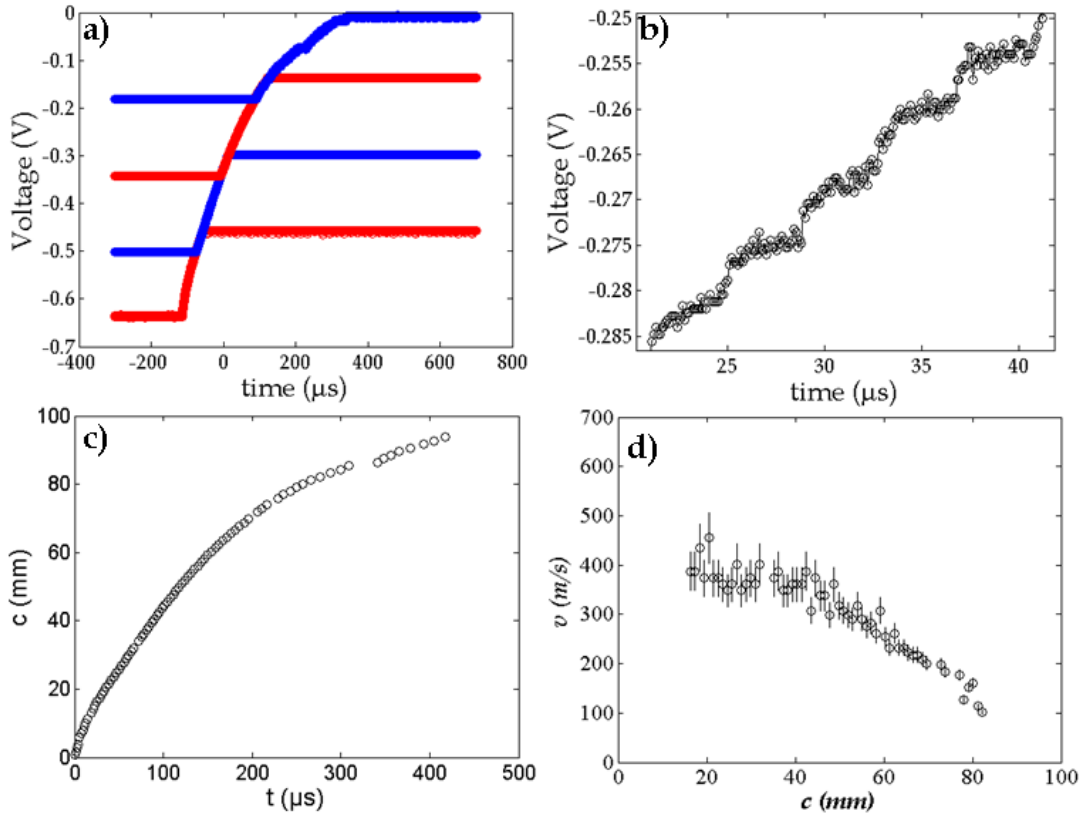 a)
0
-0.1
-0.2
-0.3
-0.4
-0.5
-0.6
-0.7
Voltage (V)
-400 -200 0 200 400 600 800
time (µs)
b)
-0.25
-0.255
-0.26
-0.265
-0.27
-0.275
-0.28
-0.285
Voltage (V)
25 30 35 40
time (µs)
c)
100
80
60
40
20
0
c (mm)
0 100 200 300 400 500
t (µs)
d)
700
600
500
400
300
200
100
0
v (m/s)
0 20 40 60 80 100
c (mm)